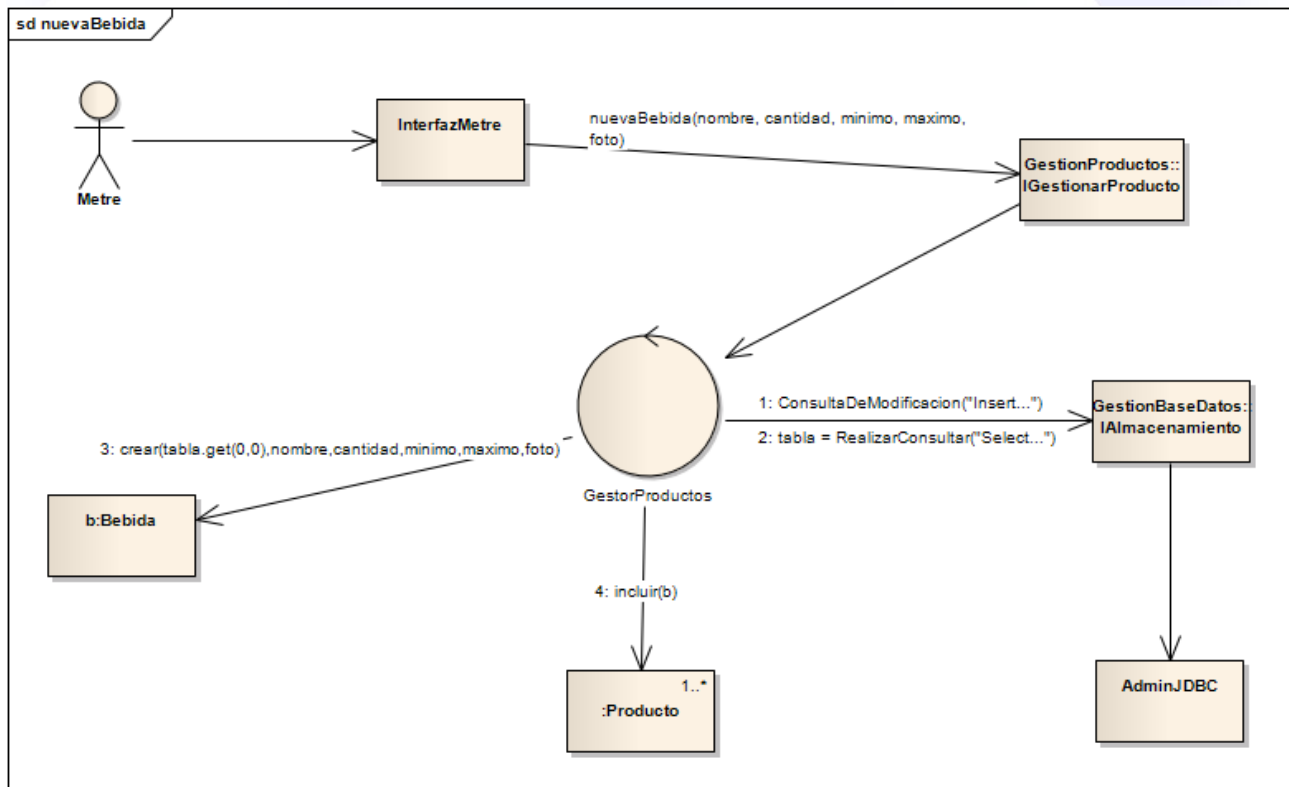 sd nuevaBebida
Metre
InterfazMetre
nuevaBebida(nombre, cantidad, minimo, maximo,
foto)
GestionProductos::
IGestionarProducto
GestorProductos
1: ConsultaDeModificacion("Insert...")
2: tabla = RealizarConsultar("Select...")
GestionBaseDatos::
IAlmacenamiento
3: crear(tabla.get(0,0),nombre,cantidad,minimo,maximo,foto)
b:Bebida
4: incluir(b)
1..*
:Producto
AdminJDBC